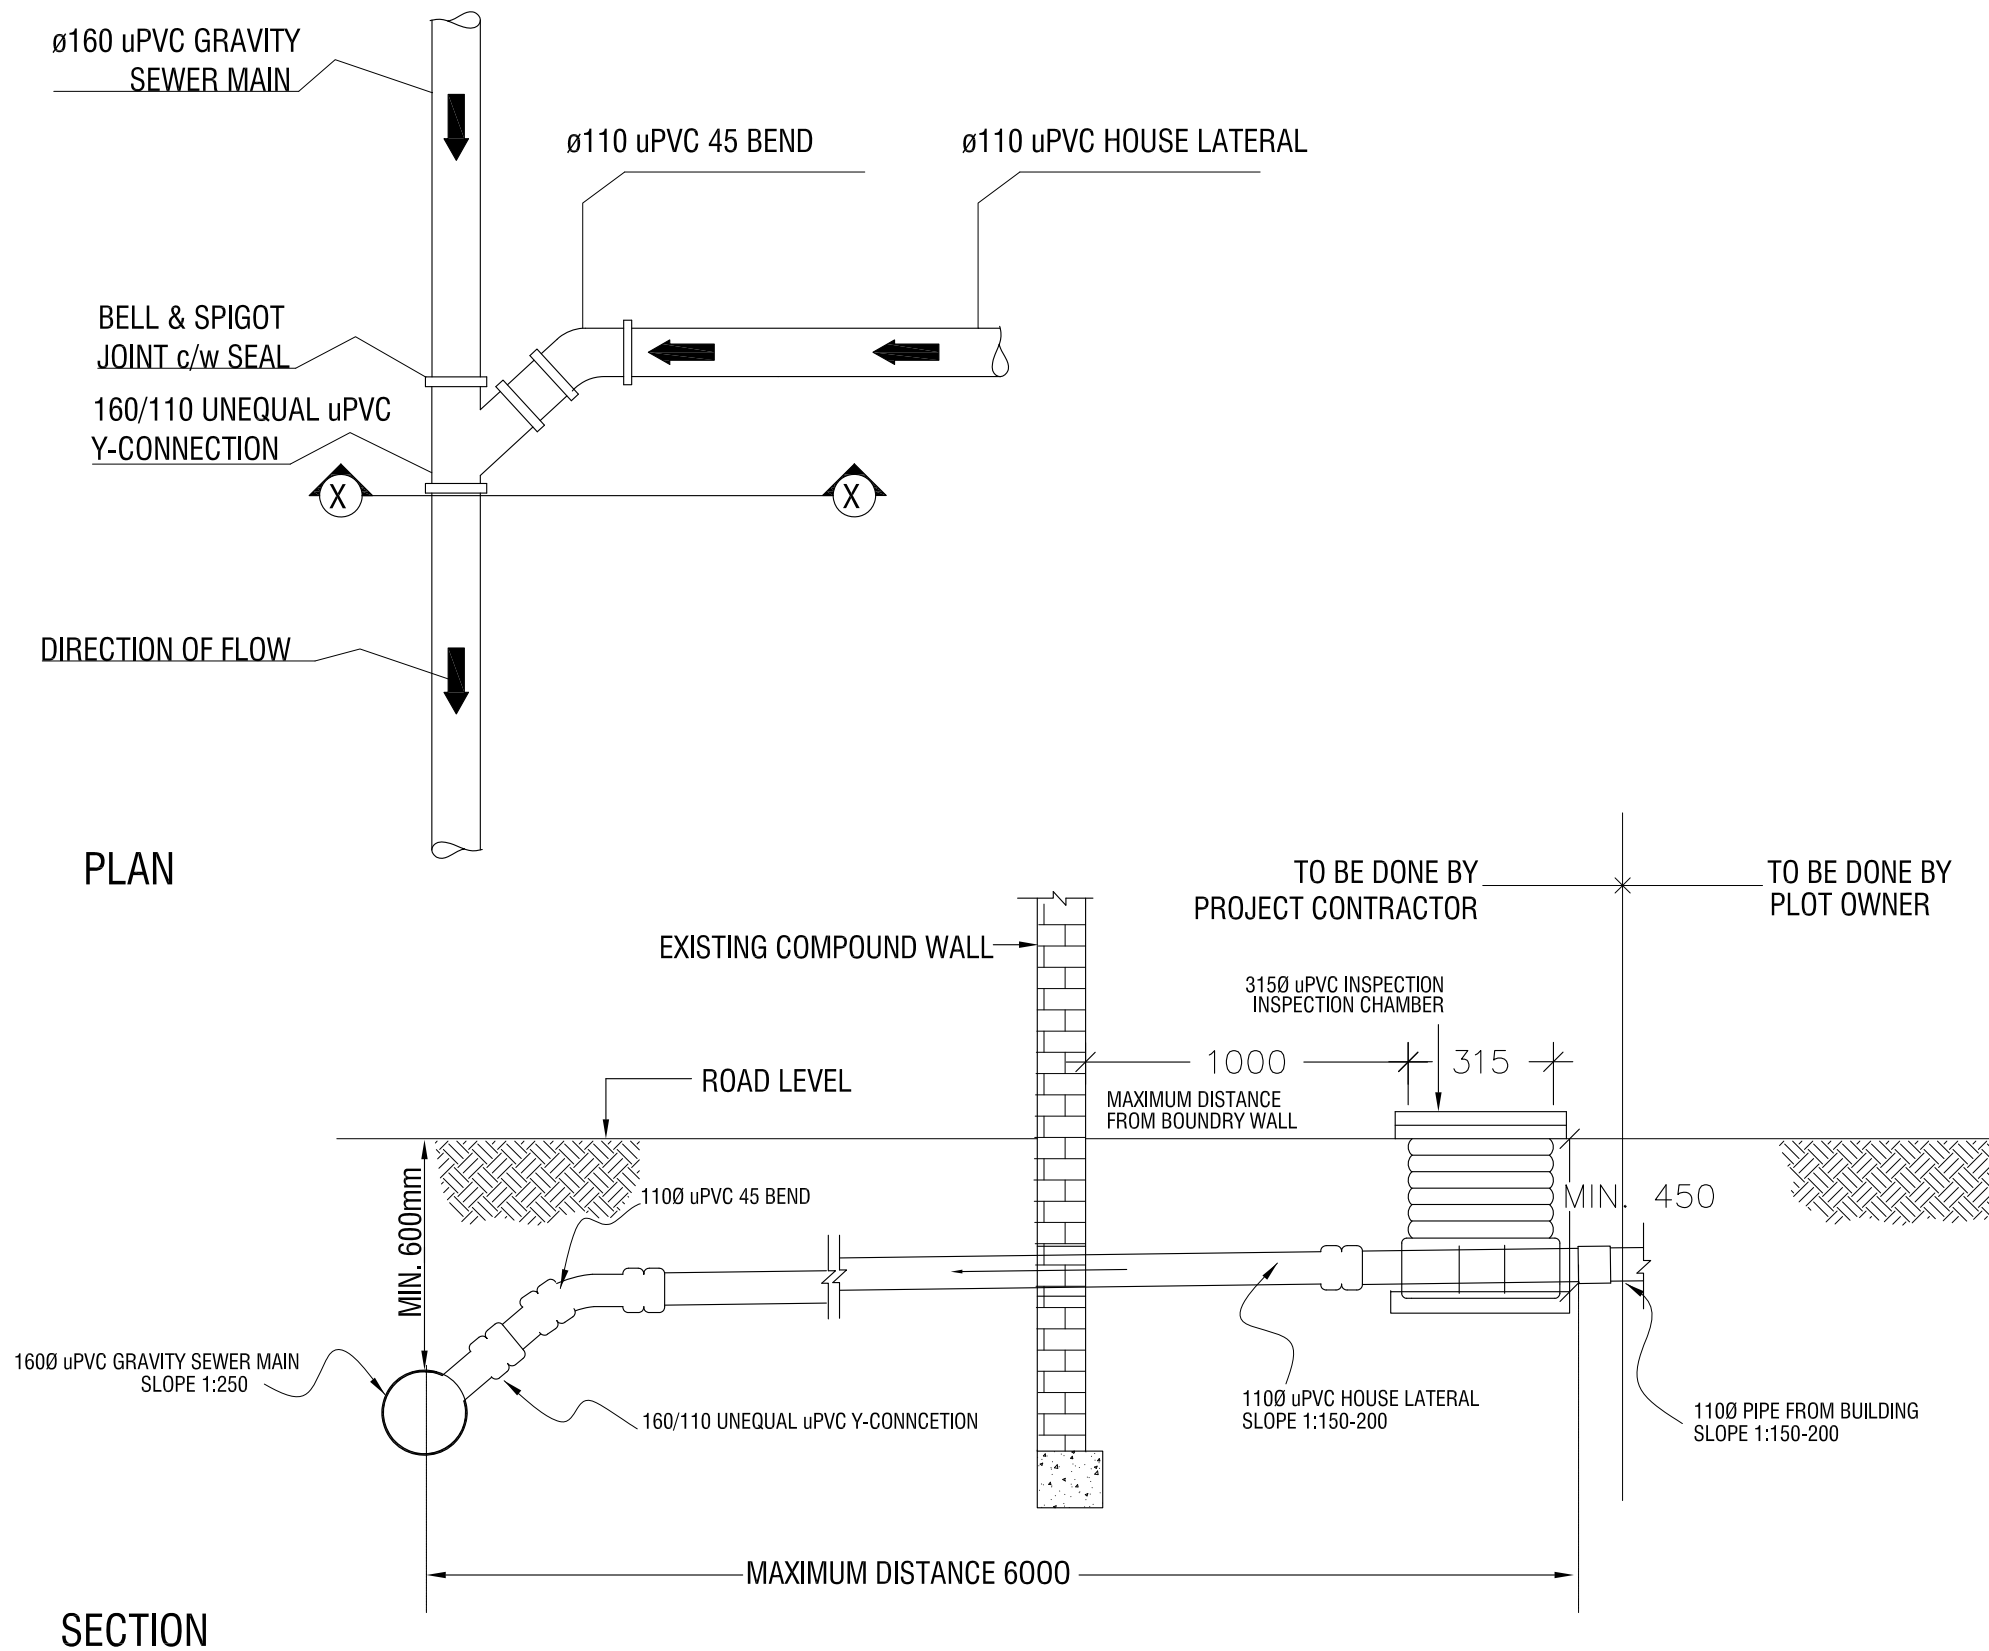 ø160 uPVC GRAVITY
SEWER MAIN
ø110 uPVC 45 BEND
ø110 uPVC HOUSE LATERAL
BELL & SPIGOT
JOINT c/w SEAL
160/110 UNEQUAL uPVC
Y-CONNECTION
X
X
DIRECTION OF FLOW
PLAN
TO BE DONE BY
PROJECT CONTRACTOR
TO BE DONE BY
PLOT OWNER
EXISTING COMPOUND WALL
315Ø uPVC INSPECTION
INSPECTION CHAMBER
1000
315
ROAD LEVEL
MAXIMUM DISTANCE
FROM BOUNDRY WALL
MIN. 600mm
110Ø uPVC 45 BEND
MIN. 450
160Ø uPVC GRAVITY SEWER MAIN
SLOPE 1:250
160/110 UNEQUAL uPVC Y-CONNCETION
110Ø uPVC HOUSE LATERAL
SLOPE 1:150-200
110Ø PIPE FROM BUILDING
SLOPE 1:150-200
MAXIMUM DISTANCE 6000
SECTION